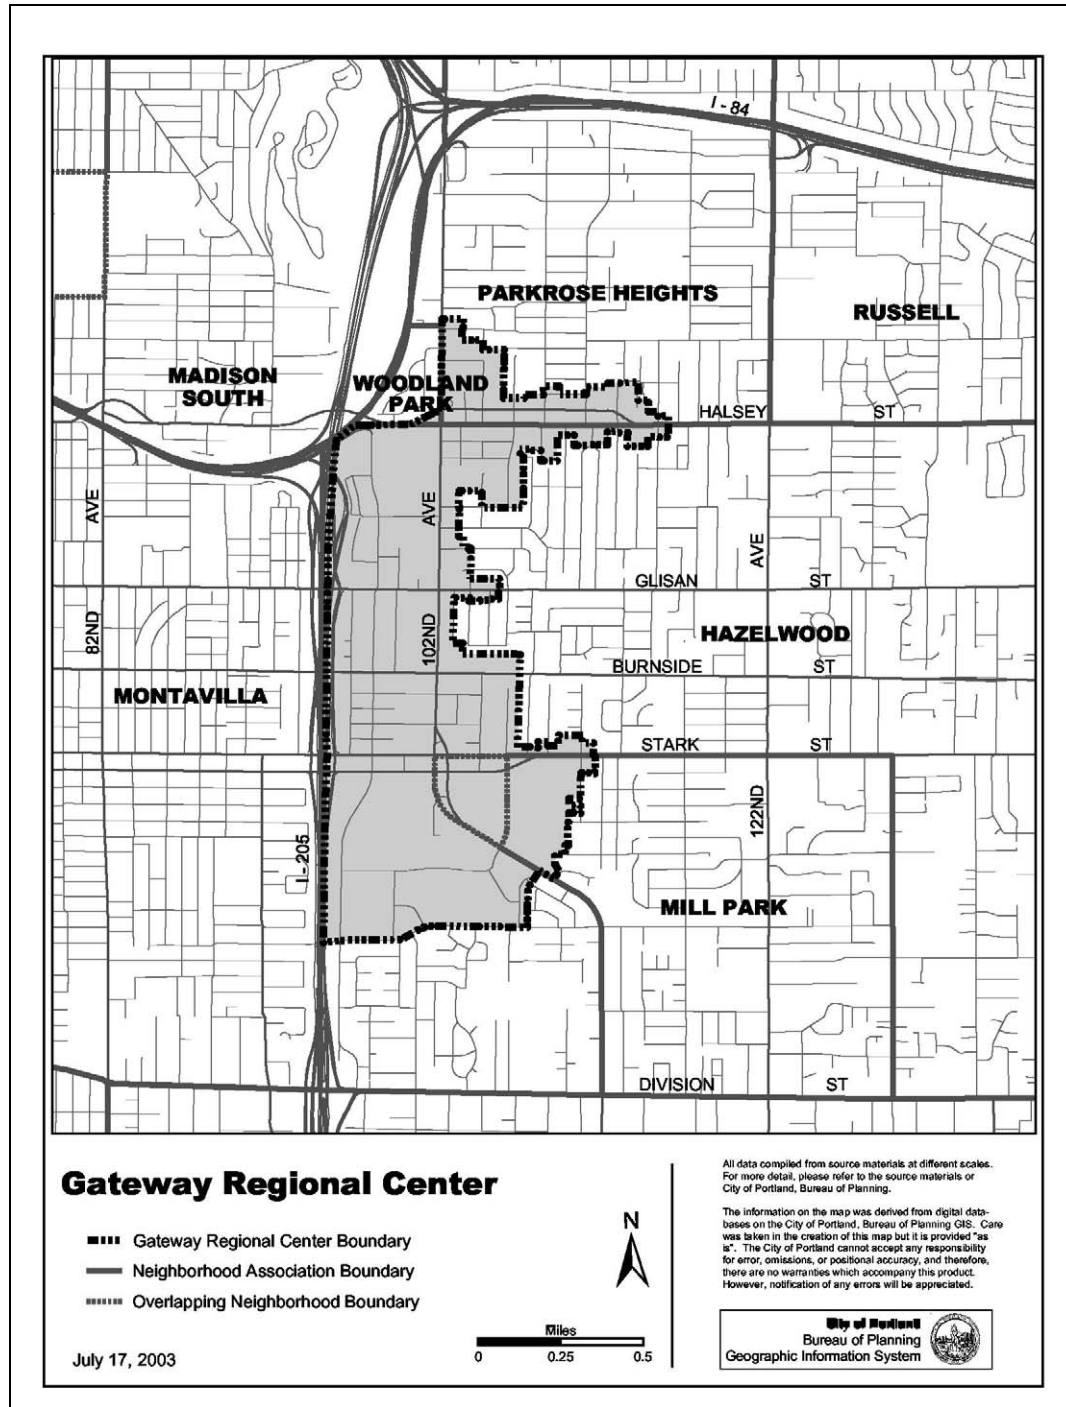 I - 84
PARKROSE HEIGHTS
RUSSELL
MADISON
SOUTH
WOODLAND
PARK
HALSEY
ST
AVE
AVE
AVE
GLISAN
ST
82ND
102ND
HAZELWOOD
BURNSIDE
ST
MONTAVILLA
STARK
ST
122ND
I - 205
MILL PARK
DIVISION
ST
Gateway Regional Center
Gateway Regional Center Boundary
Neighborhood Association Boundary
Overlapping Neighborhood Boundary
July 17, 2003
N
Miles
0 0.25 0.5
All data compiled from source materials at different scales.
For more detail, please refer to the source materials or
City of Portland, Bureau of Planning.
The information on the map was derived from digital data-
bases on the City of Portland, Bureau of Planning GIS. Care
was taken in the creation of this map but it is provided "as
is". The City of Portland cannot accept any responsibility
for error, omissions, or positional accuracy, and therefore,
there are no warranties which accompany this product.
However, notification of any errors will be appreciated.
City of Portland
Bureau of Planning
Geographic Information System